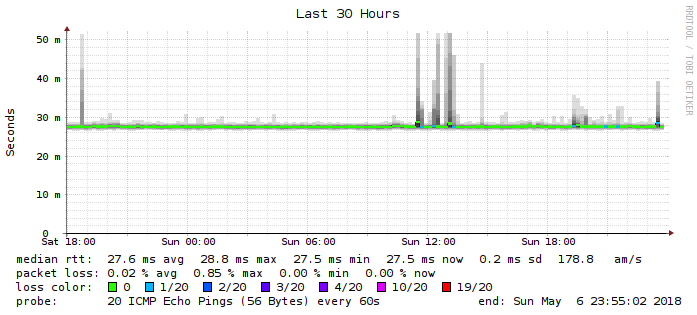 Last 30 Hours
RRDTOOL / TOBI OETIKER
Seconds
50 m
40 m
30 m
20 m
10 m
0
Sat 18:00 Sun 00:00 Sun 06:00 Sun 12:00 Sun 18:00
median rtt: 27.6 ms avg 28.8 ms max 27.5 ms min 27.5 ms now 0.2 ms sd 178.8 am/s
packet loss: 0.02 % avg 0.85 % max 0.00 % min 0.00 % now
loss color: 0 1/20 2/20 3/20 4/20 10/20 19/20
probe: 20 ICMP Echo Pings (56 Bytes) every 60s end: Sun May 6 23:55:02 2018